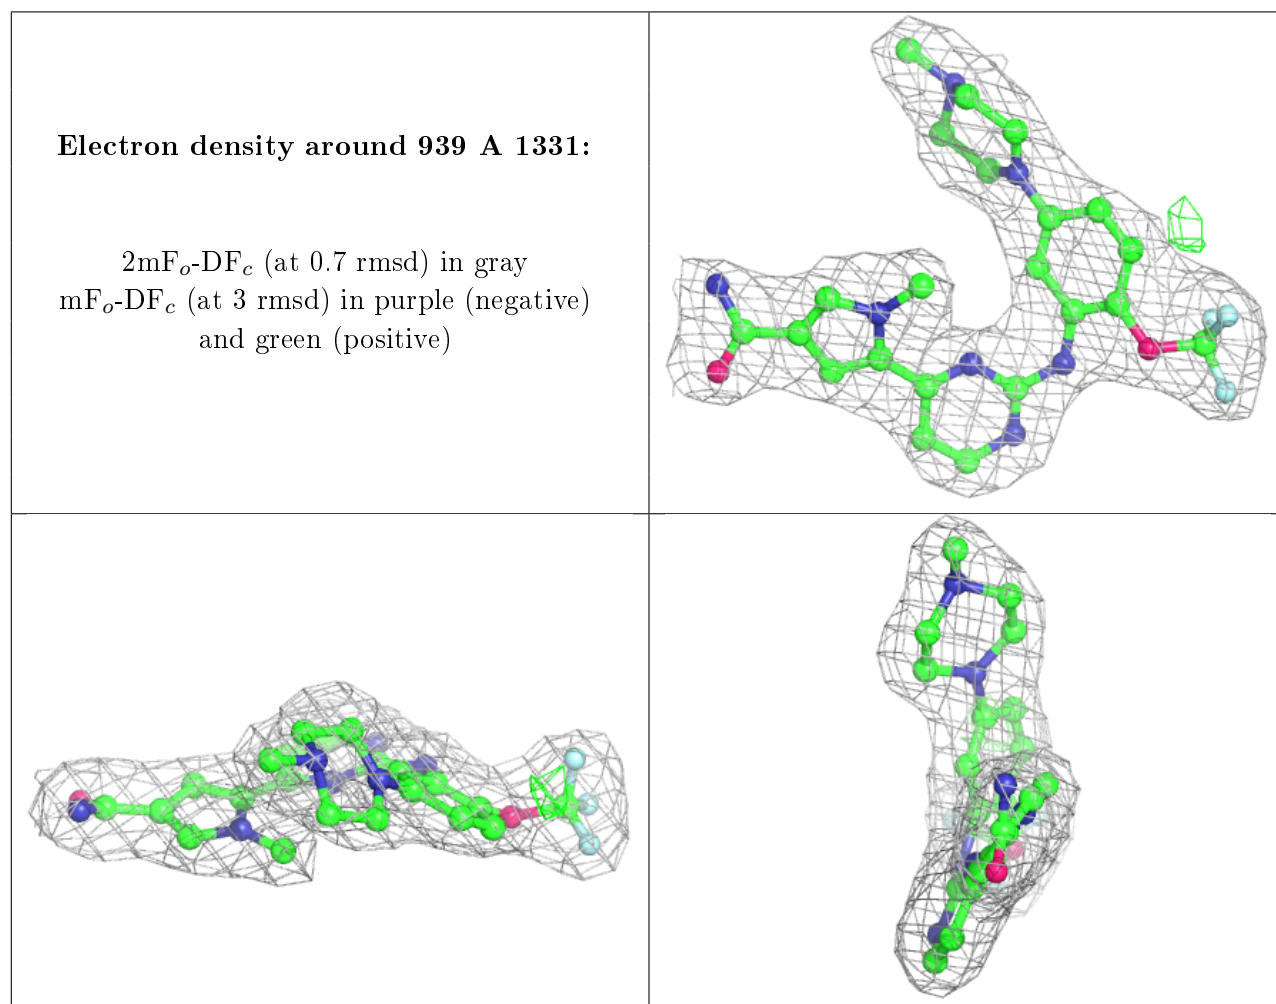 Electron density around 939 A 1331:
2mFo-DFc (at 0.7 rmsd) in gray
mFo-DFc (at 3 rmsd) in purple (negative)
and green (positive)